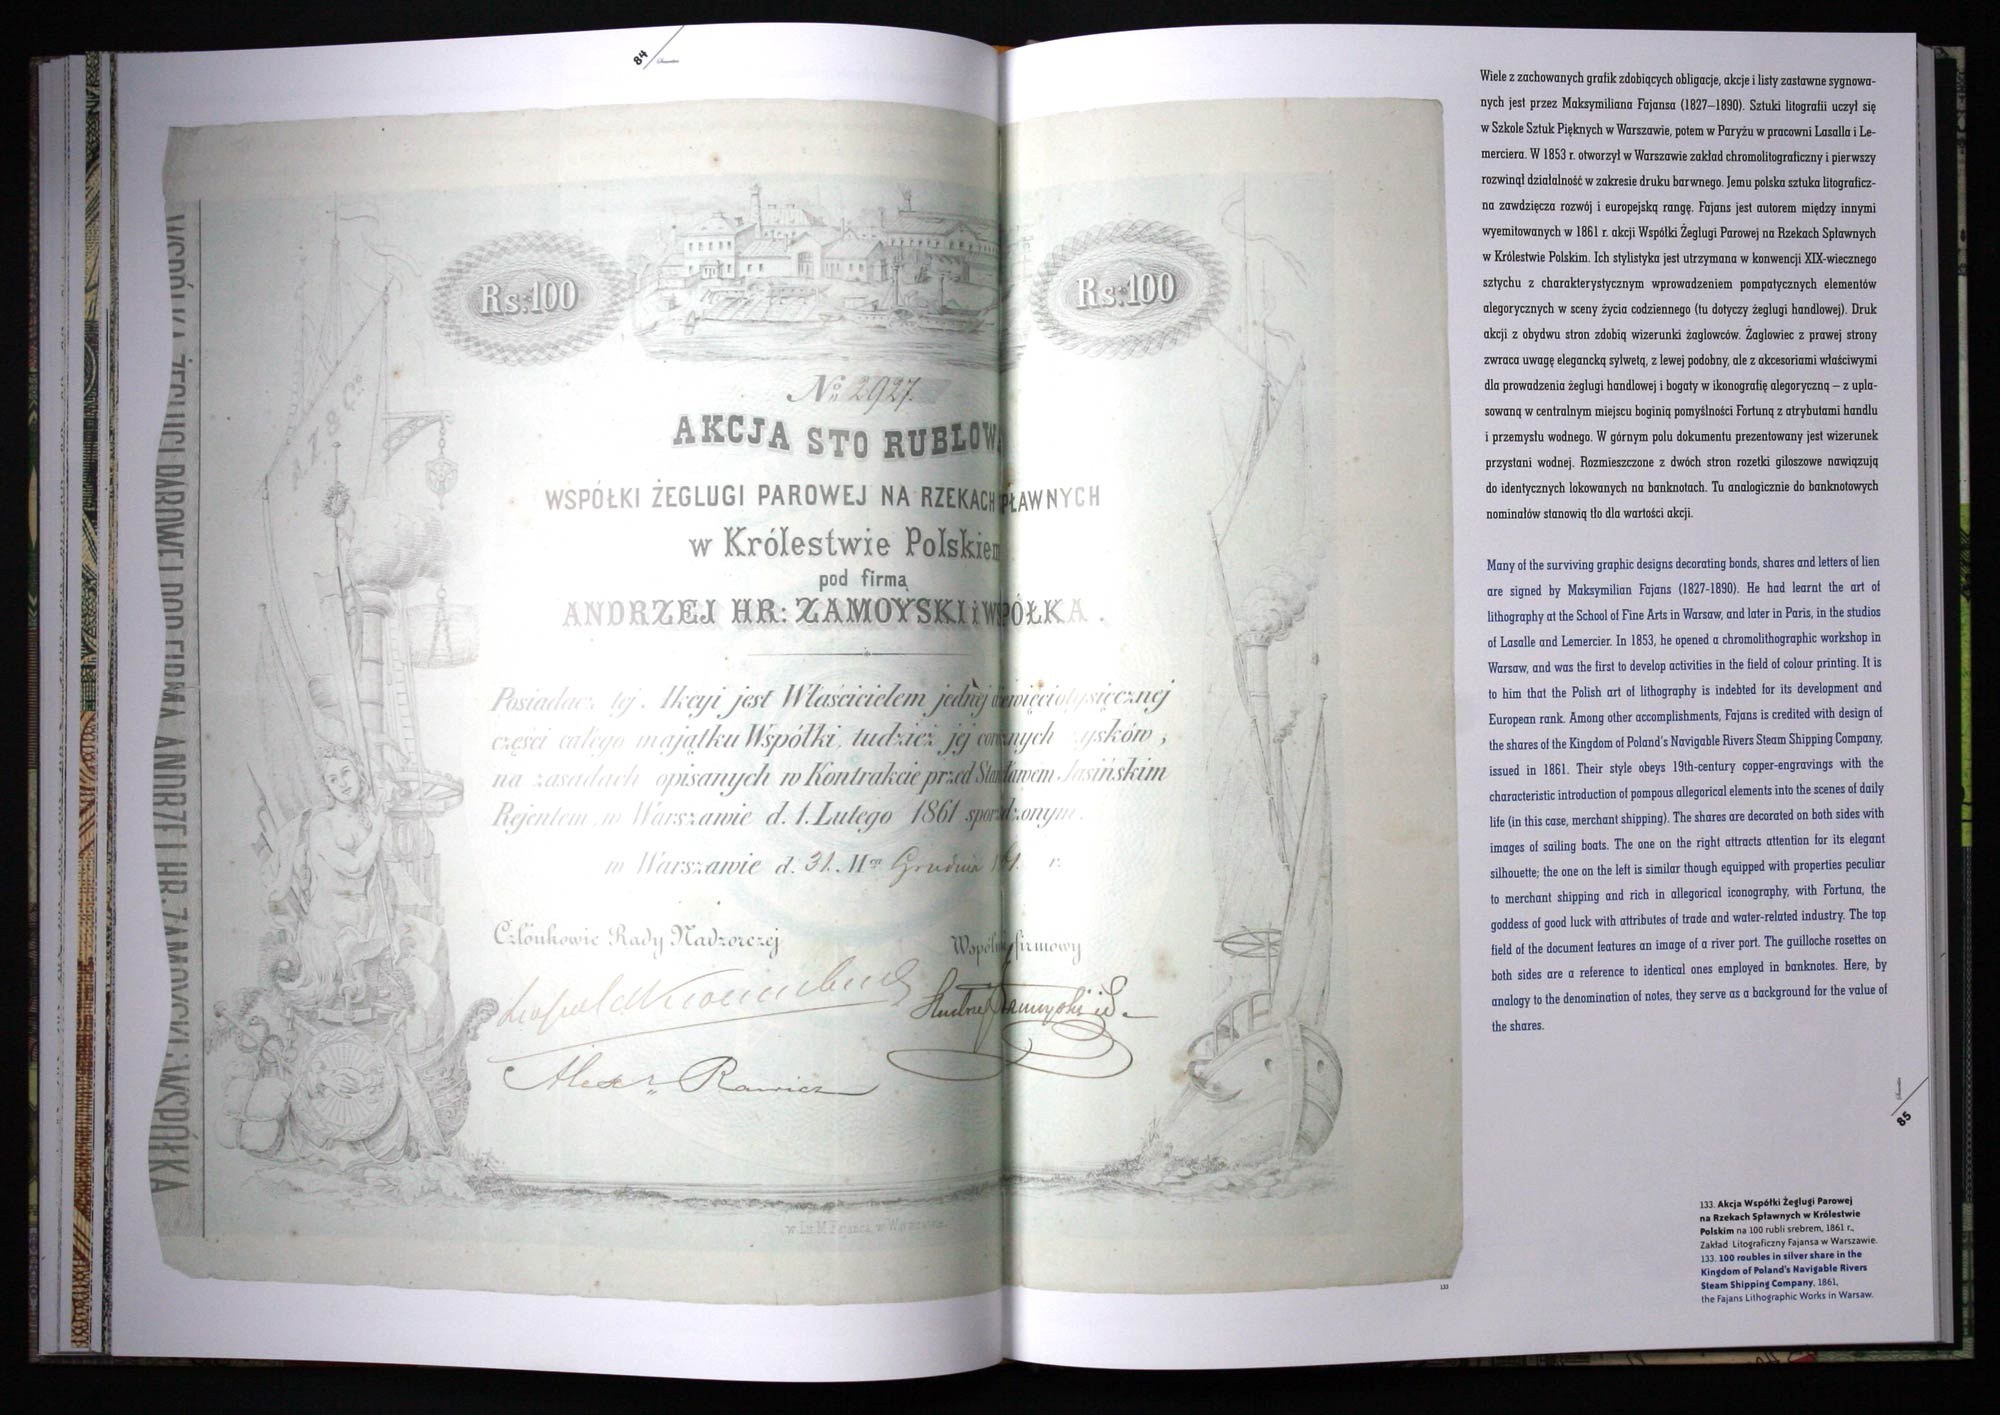 84
WSPÓŁKA ŻEGLUGI PAROWEJ POD FIRMĄ ANDRZEJ HR. ZAMOYSKI i WSPÓŁKA
Rs:100
Rs:100
No 2927.
AKCJA STO RUBLOWA
WSPÓŁKI ŻEGLUGI PAROWEJ NA RZEKACH SPŁAWNYCH
w Królestwie Polskiem
pod firmą
ANDRZEJ HR: ZAMOYSKI i WSPÓŁKA.
Posiadacz tej Akcyi jest Właścicielem jednej dziewięciotysięcznej
części całego majątku Współki, tudzież jej corocznych zysków,
na zasadach opisanych w Kontrakcie przed Stanisławem Jasińskim
Rejentem w Warszawie d. 1. Lutego 1861 sporządzonym.
w Warszawie d. 31. Mca Grudnia 1861. r.
Członkowie Rady Nadzorczej
Wspólnik firmowy
Alex. Rawicz
w Lit. M. Fajansa, w Warszawie.
133
Wiele z zachowanych grafik zdobiących obligacje, akcje i listy zastawne sygnowa-
nych jest przez Maksymiliana Fajansa (1827–1890). Sztuki litografii uczył się
w Szkole Sztuk Pięknych w Warszawie, potem w Paryżu w pracowni Lasalla i Le-
merciera. W 1853 r. otworzył w Warszawie zakład chromolitograficzny i pierwszy
rozwinął działalność w zakresie druku barwnego. Jemu polska sztuka litograficz-
na zawdzięcza rozwój i europejską rangę. Fajans jest autorem między innymi
wyemitowanych w 1861 r. akcji Współki Żeglugi Parowej na Rzekach Spławnych
w Królestwie Polskim. Ich stylistyka jest utrzymana w konwencji XIX-wiecznego
sztychu z charakterystycznym wprowadzeniem pompatycznych elementów
alegorycznych w sceny życia codziennego (tu dotyczy żeglugi handlowej). Druk
akcji z obydwu stron zdobią wizerunki żaglowców. Żaglowiec z prawej strony
zwraca uwagę elegancką sylwetą, z lewej podobny, ale z akcesoriami właściwymi
dla prowadzenia żeglugi handlowej i bogaty w ikonografię alegoryczną – z upla-
sowaną w centralnym miejscu boginią pomyślności Fortuną z atrybutami handlu
i przemysłu wodnego. W górnym polu dokumentu prezentowany jest wizerunek
przystani wodnej. Rozmieszczone z dwóch stron rozetki giloszowe nawiązują
do identycznych lokowanych na banknotach. Tu analogicznie do banknotowych
nominałów stanowią tło dla wartości akcji.
Many of the surviving graphic designs decorating bonds, shares and letters of lien
are signed by Maksymilian Fajans (1827-1890). He had learnt the art of
lithography at the School of Fine Arts in Warsaw, and later in Paris, in the studios
of Lasalle and Lemercier. In 1853, he opened a chromolithographic workshop in
Warsaw, and was the first to develop activities in the field of colour printing. It is
to him that the Polish art of lithography is indebted for its development and
European rank. Among other accomplishments, Fajans is credited with design of
the shares of the Kingdom of Poland's Navigable Rivers Steam Shipping Company,
issued in 1861. Their style obeys 19th-century copper-engravings with the
characteristic introduction of pompous allegorical elements into the scenes of daily
life (in this case, merchant shipping). The shares are decorated on both sides with
images of sailing boats. The one on the right attracts attention for its elegant
silhouette; the one on the left is similar though equipped with properties peculiar
to merchant shipping and rich in allegorical iconography, with Fortuna, the
goddess of good luck with attributes of trade and water-related industry. The top
field of the document features an image of a river port. The guilloche rosettes on
both sides are a reference to identical ones employed in banknotes. Here, by
analogy to the denomination of notes, they serve as a background for the value of
the shares.
85
133. Akcja Współki Żeglugi Parowej
na Rzekach Spławnych w Królestwie
Polskim na 100 rubli srebrem, 1861 r.,
Zakład Litograficzny Fajansa w Warszawie.
133. 100 roubles in silver share in the
Kingdom of Poland's Navigable Rivers
Steam Shipping Company, 1861,
the Fajans Lithographic Works in Warsaw.